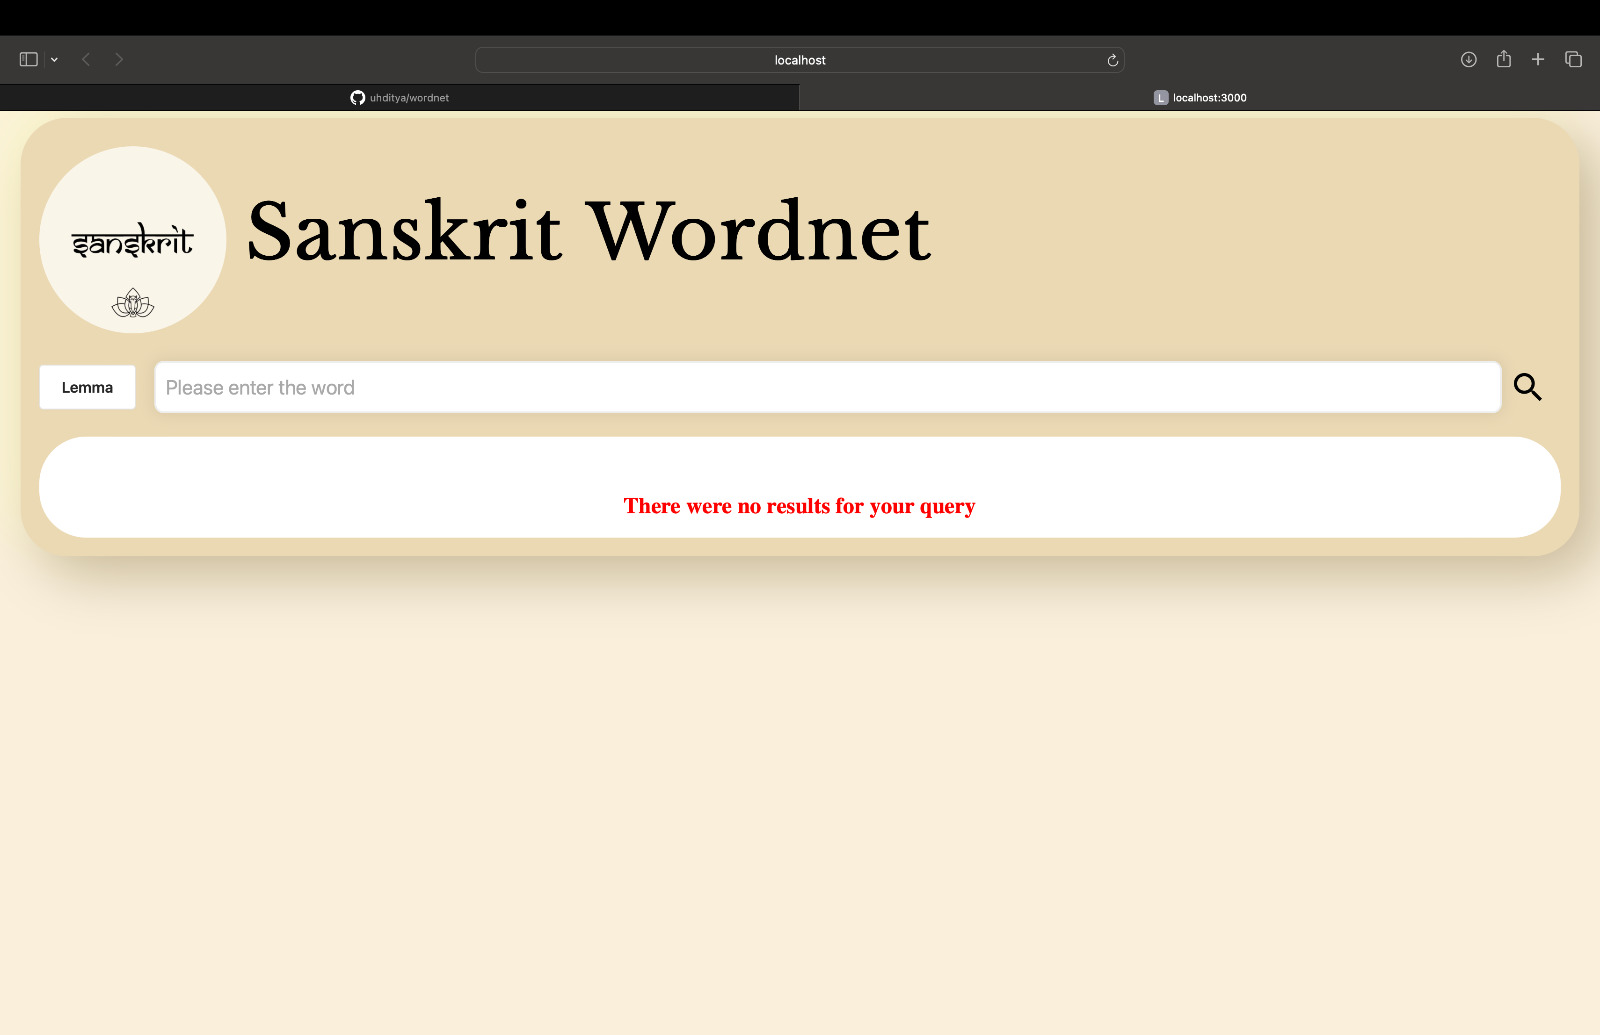 localhost
uhditya/wordnet
L localhost:3000
sanskrit
Sanskrit Wordnet
Lemma
Please enter the word
There were no results for your query